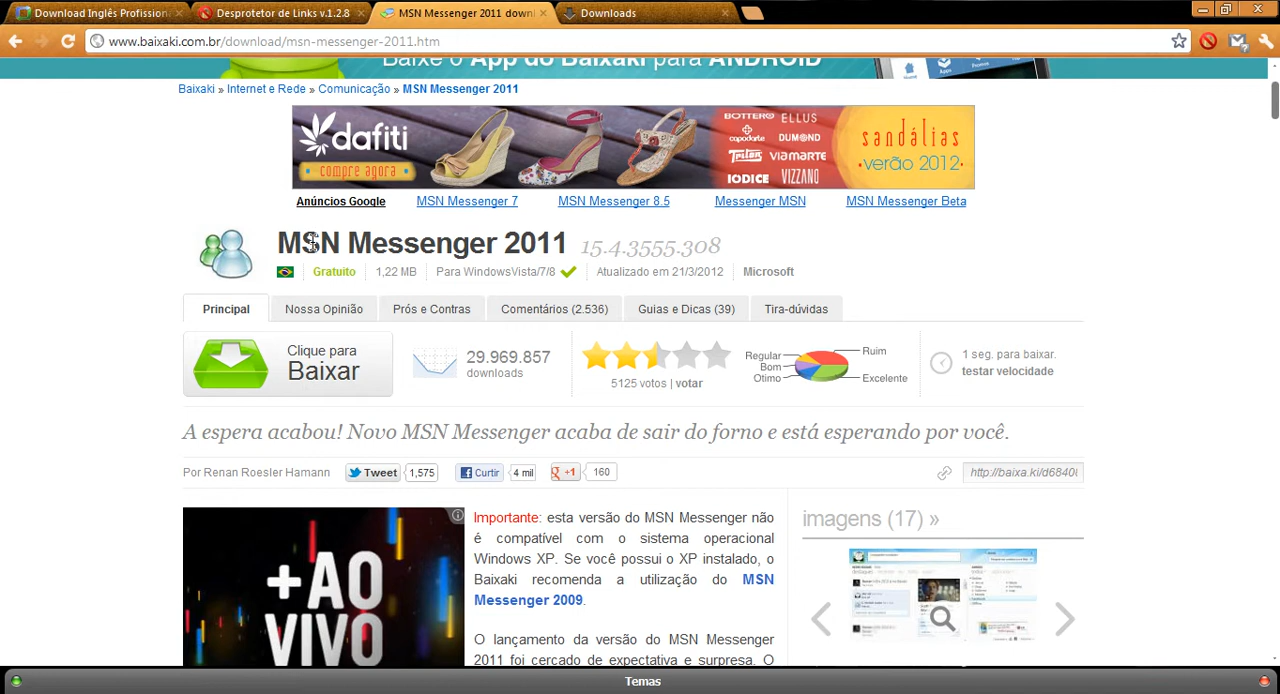 Download Inglês Profission
Desprotetor de Links v.1.2.8
MSN Messenger 2011 downl
Downloads
www.baixaki.com.br/download/msn-messenger-2011.htm
Baixe o App do Baixaki para ANDROID
Baixaki » Internet e Rede » Comunicação » MSN Messenger 2011
dafiti
compre agora
BOTTERO ELLUS
capodarte DUMOND
Triton VIAMARTE
IODICE VIZZANO
sandálias
verão 2012
Anúncios Google MSN Messenger 7 MSN Messenger 8.5 Messenger MSN MSN Messenger Beta
MSN Messenger 2011 15.4.3555.308
Gratuito 1,22 MB Para WindowsVista/7/8 Atualizado em 21/3/2012 Microsoft
Principal Nossa Opinião Prós e Contras Comentários (2.536) Guias e Dicas (39) Tira-dúvidas
Clique para
Baixar
29.969.857
downloads
5125 votos | votar
Regular
Bom
Otimo
Ruim
Excelente
1 seg. para baixar.
testar velocidade
A espera acabou! Novo MSN Messenger acaba de sair do forno e está esperando por você.
Por Renan Roesler Hamann Tweet 1,575 Curtir 4 mil +1 160 http://baixa.ki/d6840
+AO
VIVO
Importante: esta versão do MSN Messenger não
é compatível com o sistema operacional
Windows XP. Se você possui o XP instalado, o
Baixaki recomenda a utilização do MSN
Messenger 2009.
O lançamento da versão do MSN Messenger
2011 foi cercado de expectativa e surpresa. O
imagens (17) »
Temas